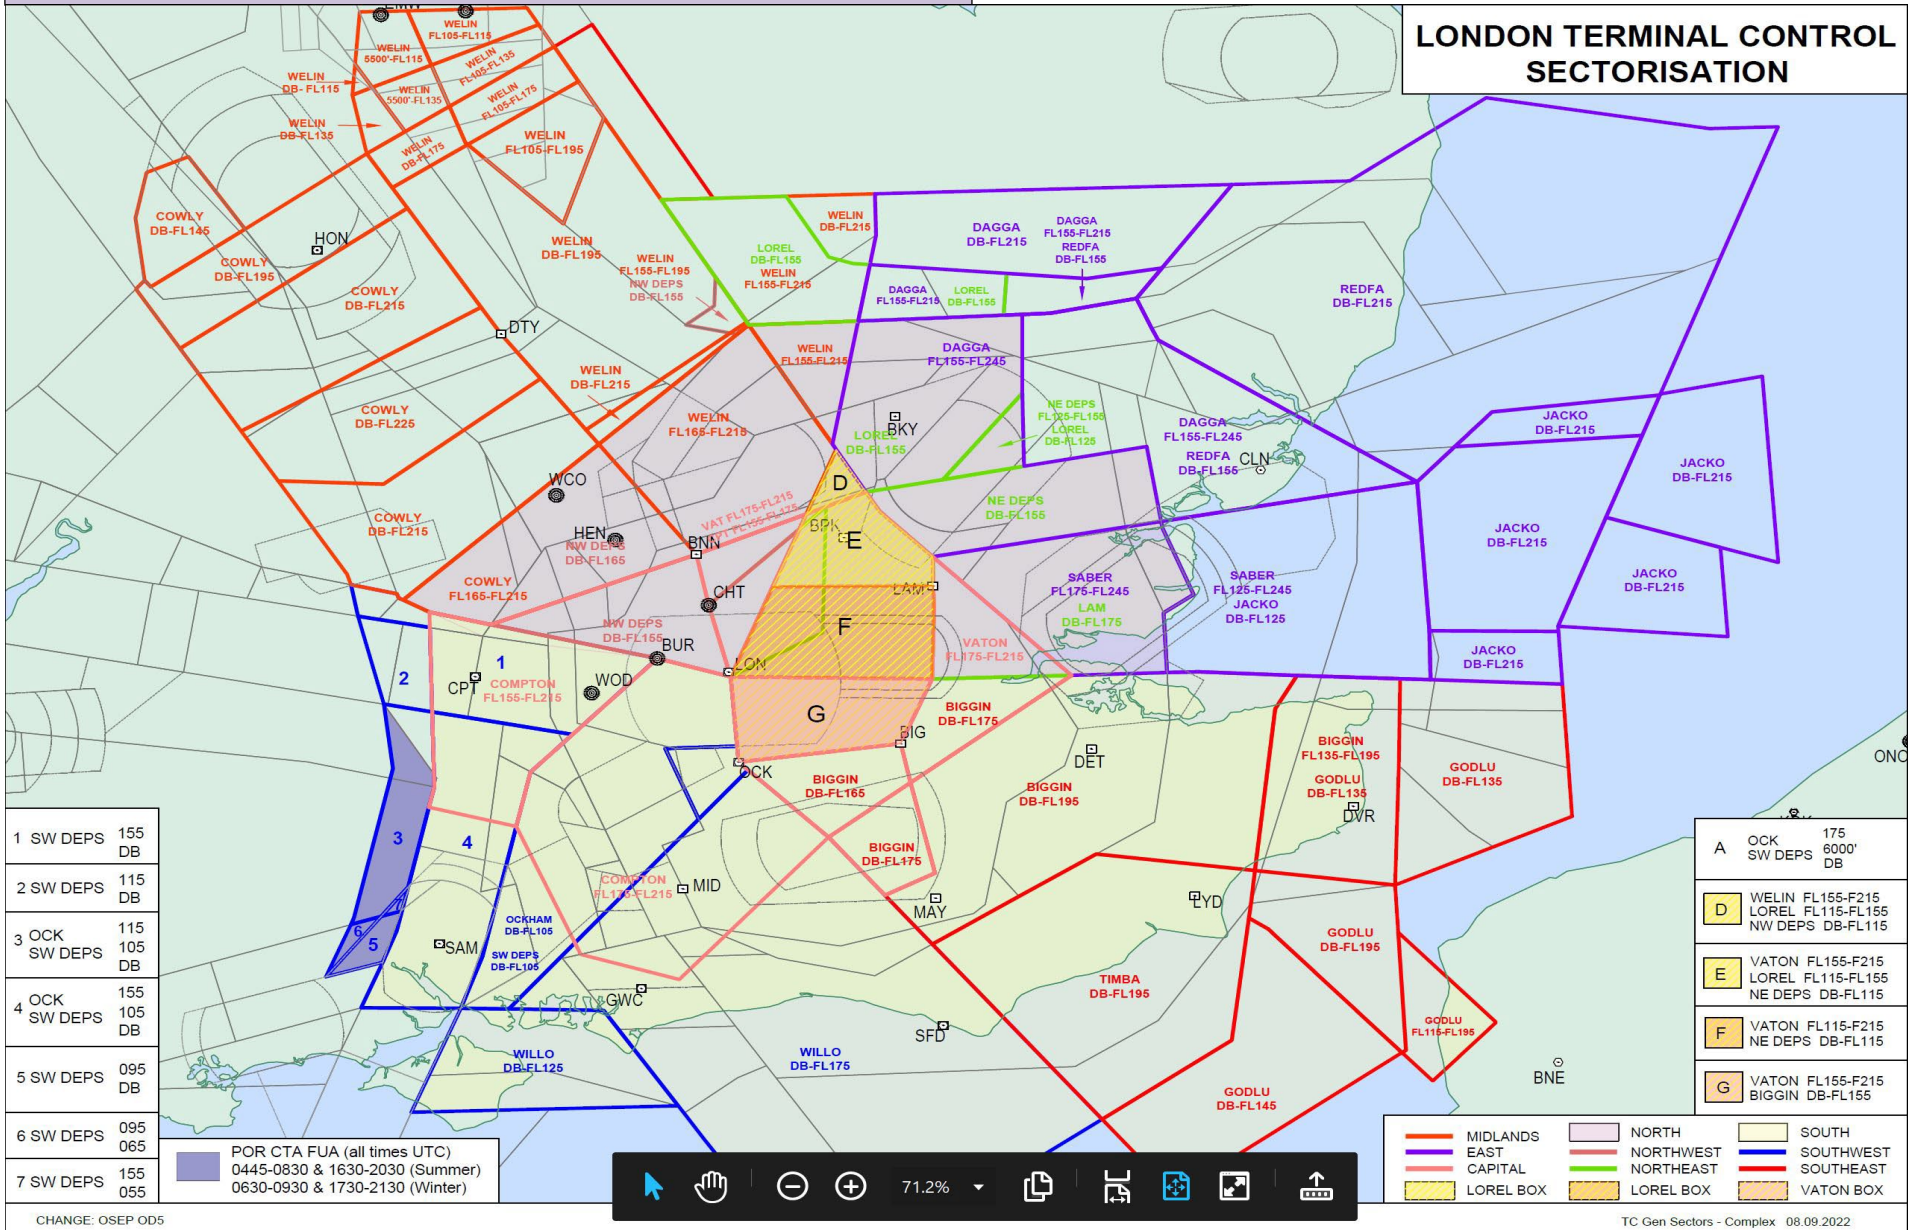 LONDON TERMINAL CONTROL
SECTORISATION
WELIN
FL105-FL115
WELIN
5500'-FL115
WELIN
FL105-FL135
WELIN
DB- FL115
WELIN
5500'-FL135
WELIN
FL105-FL175
WELIN
DB-FL135
WELIN
DB-FL175
WELIN
FL105-FL195
COWLY
DB-FL145
HON
COWLY
DB-FL195
COWLY
DB-FL215
WELIN
DB-FL195
WELIN
FL155-FL195
NW DEPS
DB-FL155
LOREL
DB-FL155
WELIN
FL155-FL215
WELIN
DB-FL215
DAGGA
DB-FL215
DAGGA
FL155-FL215
REDFA
DB-FL155
DAGGA
FL155-FL215
LOREL
DB-FL155
REDFA
DB-FL215
DTY
WELIN
DB-FL215
WELIN
FL155-FL215
DAGGA
FL155-FL245
COWLY
DB-FL225
WELIN
FL165-FL215
LOREL
DB-FL155
BKY
NE DEPS
FL125-FL155
LOREL
DB-FL125
DAGGA
FL155-FL245
REDFA
DB-FL155
CLN
JACKO
DB-FL215
JACKO
DB-FL215
WCO
COWLY
DB-FL215
HEN
NW DEPS
DB-FL165
BNN
VAT FL175-FL215
FL155-FL175
D
BPK
E
NE DEPS
DB-FL155
JACKO
DB-FL215
COWLY
FL165-FL215
CHT
LAM
SABER
FL175-FL245
LAM
DB-FL175
SABER
FL125-FL245
JACKO
DB-FL125
JACKO
DB-FL215
NW DEPS
DB-FL155
BUR
F
VATON
FL175-FL215
JACKO
DB-FL215
2
1
CPT
COMPTON
FL155-FL215
WOD
LON
G
BIGGIN
DB-FL175
BIG
OCK
DET
BIGGIN
DB-FL165
BIGGIN
DB-FL195
BIGGIN
FL135-FL195
GODLU
DB-FL135
DVR
GODLU
DB-FL135
3
4
BIGGIN
DB-FL175
COMPTON
FL175-FL215
MID
MAY
LYD
7
6
5
SAM
OCKHAM
DB-FL105
SW DEPS
DB-FL105
GWC
SFD
TIMBA
DB-FL195
GODLU
DB-FL195
GODLU
FL115-FL195
WILLO
DB-FL125
WILLO
DB-FL175
GODLU
DB-FL145
BNE
1 SW DEPS 155
DB
2 SW DEPS 115
DB
3 OCK 115
SW DEPS 105
DB
4 OCK 155
SW DEPS 105
DB
5 SW DEPS 095
DB
6 SW DEPS 095
065
7 SW DEPS 155
055
POR CTA FUA (all times UTC)
0445-0830 & 1630-2030 (Summer)
0630-0930 & 1730-2130 (Winter)
A OCK 175
SW DEPS 6000'
DB
D WELIN FL155-F215
LOREL FL115-FL155
NW DEPS DB-FL115
E VATON FL155-F215
LOREL FL115-FL155
NE DEPS DB-FL115
F VATON FL115-F215
NE DEPS DB-FL115
G VATON FL155-F215
BIGGIN DB-FL155
MIDLANDS NORTH SOUTH
EAST NORTHWEST SOUTHWEST
CAPITAL NORTHEAST SOUTHEAST
LOREL BOX LOREL BOX VATON BOX
71.2%
CHANGE: OSEP OD5
TC Gen Sectors - Complex 08.09.2022